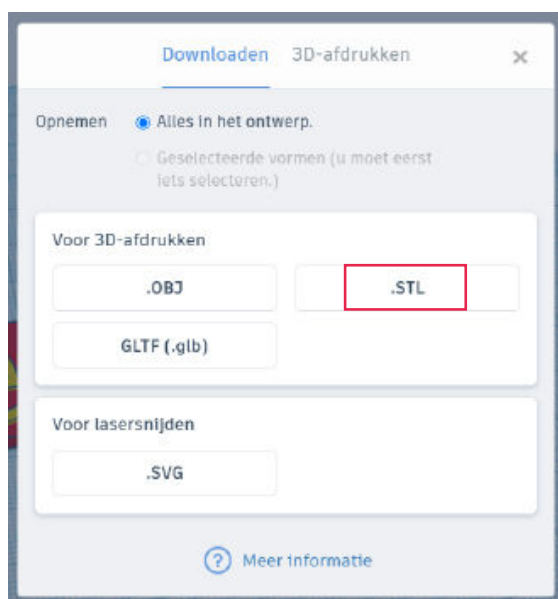 Downloaden 3D-afdrukken ×
Opnemen Alles in het ontwerp.
Geselecteerde vormen (u moet eerst
iets selecteren.)
Voor 3D-afdrukken
.OBJ .STL
GLTF (.glb)
Voor lasersnijden
.SVG
? Meer informatie